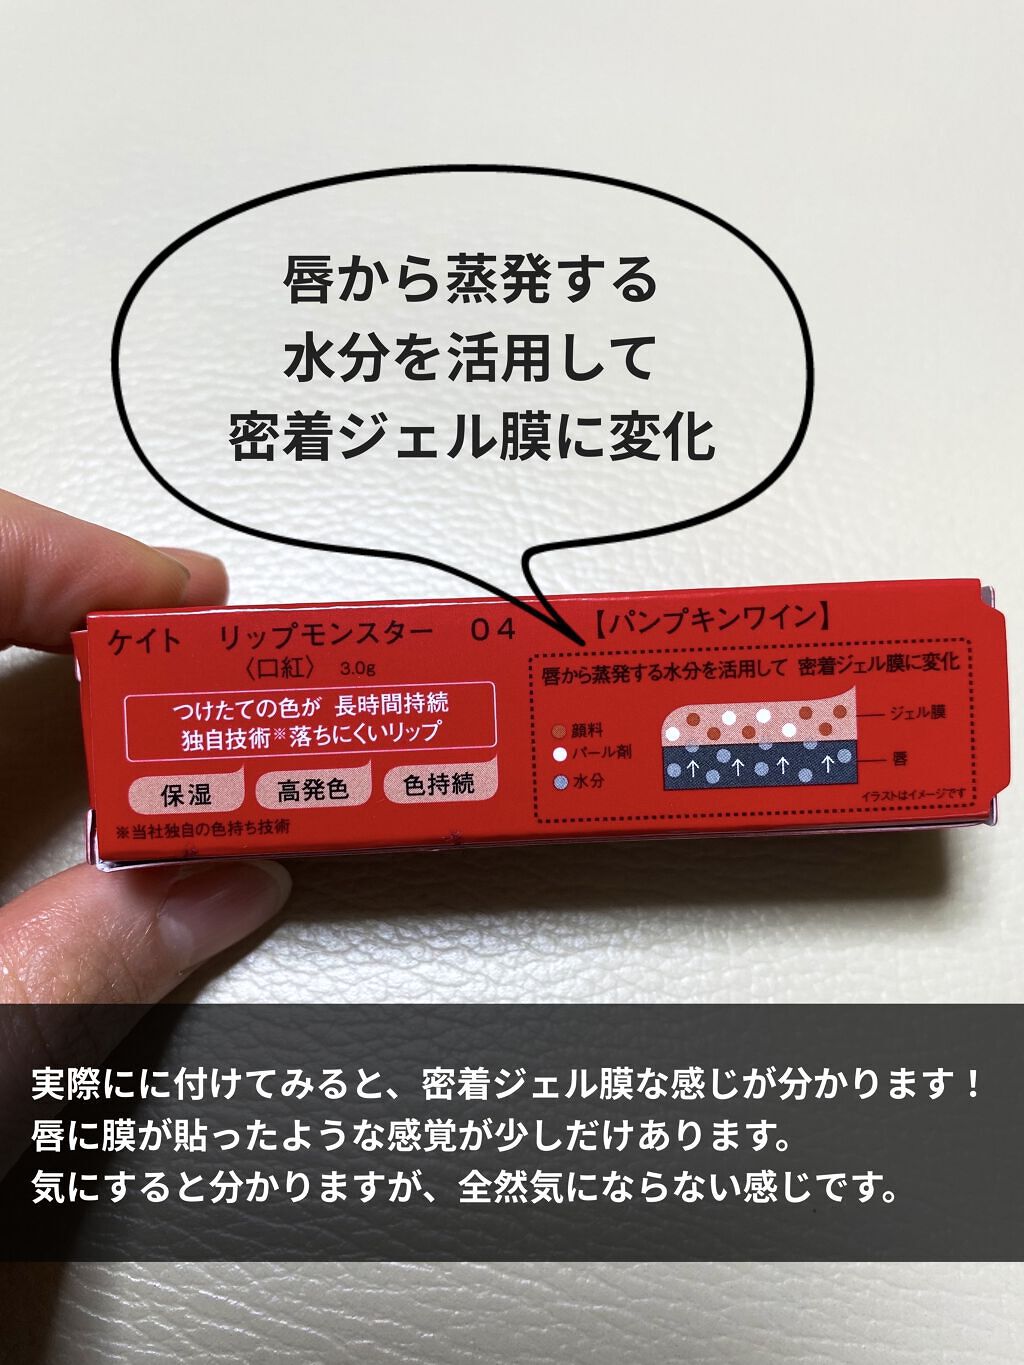 唇から蒸発する
水分を活用して
密着ジェル膜に変化
ケイト リップモンスター 04 【パンプキンワイン】
〈口紅〉 3.0g
つけたての色が 長時間持続
独自技術※落ちにくいリップ
保湿 高発色 色持続
※当社独自の色持ち技術
唇から蒸発する水分を活用して 密着ジェル膜に変化
顔料
パール剤
水分
ジェル膜
唇
イラストはイメージです
実際にに付けてみると、密着ジェル膜な感じが分かります！
唇に膜が貼ったような感覚が少しだけあります。
気にすると分かりますが、全然気にならない感じです。